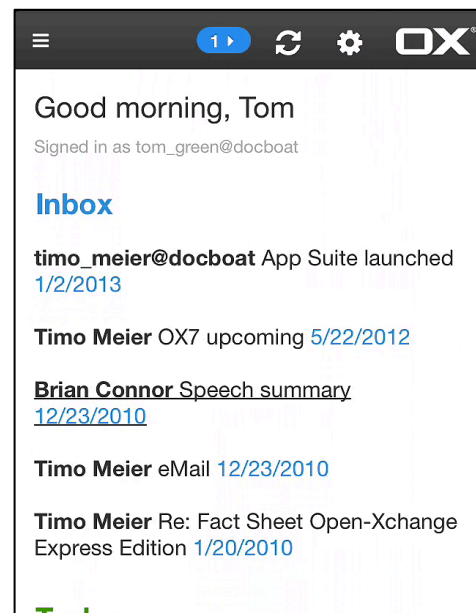 1
OX®
Good morning, Tom
Signed in as tom_green@docboat
Inbox
timo_meier@docboat App Suite launched
1/2/2013
Timo Meier OX7 upcoming 5/22/2012
Brian Connor Speech summary
12/23/2010
Timo Meier eMail 12/23/2010
Timo Meier Re: Fact Sheet Open-Xchange
Express Edition 1/20/2010